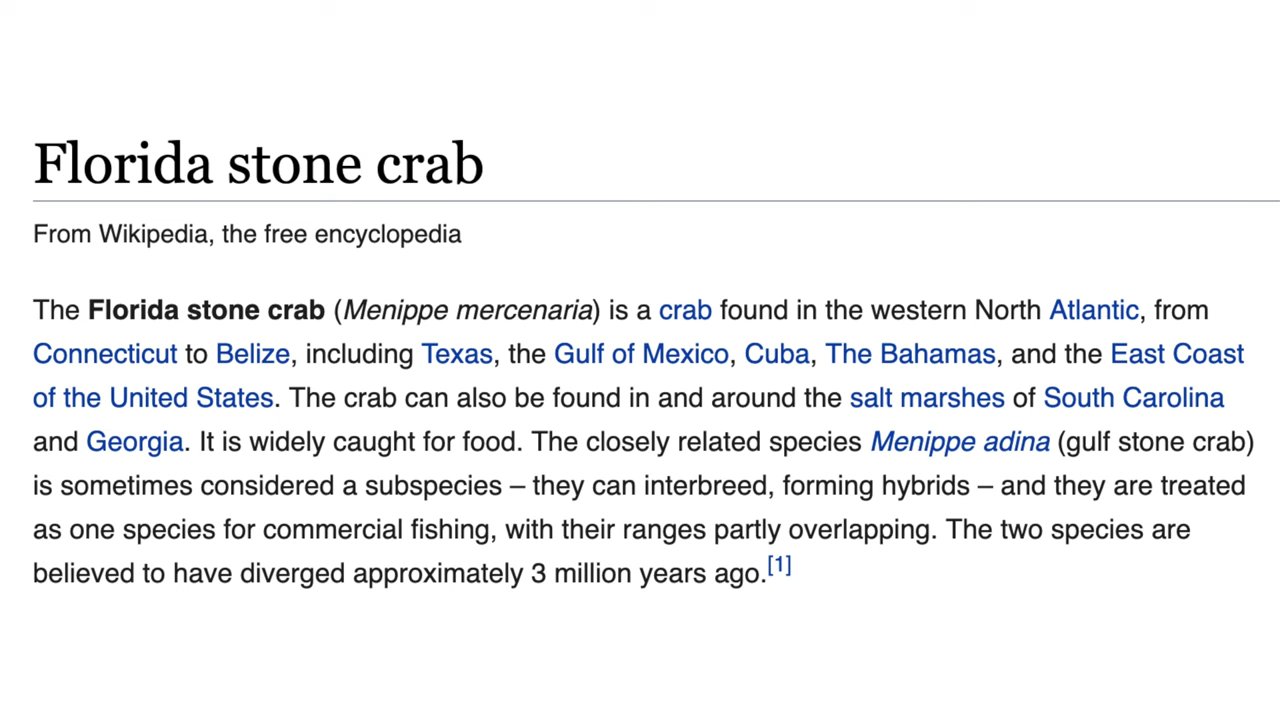 Florida stone crab
From Wikipedia, the free encyclopedia
The Florida stone crab (Menippe mercenaria) is a crab found in the western North Atlantic, from
Connecticut to Belize, including Texas, the Gulf of Mexico, Cuba, The Bahamas, and the East Coast
of the United States. The crab can also be found in and around the salt marshes of South Carolina
and Georgia. It is widely caught for food. The closely related species Menippe adina (gulf stone crab)
is sometimes considered a subspecies – they can interbreed, forming hybrids – and they are treated
as one species for commercial fishing, with their ranges partly overlapping. The two species are
believed to have diverged approximately 3 million years ago.[1]